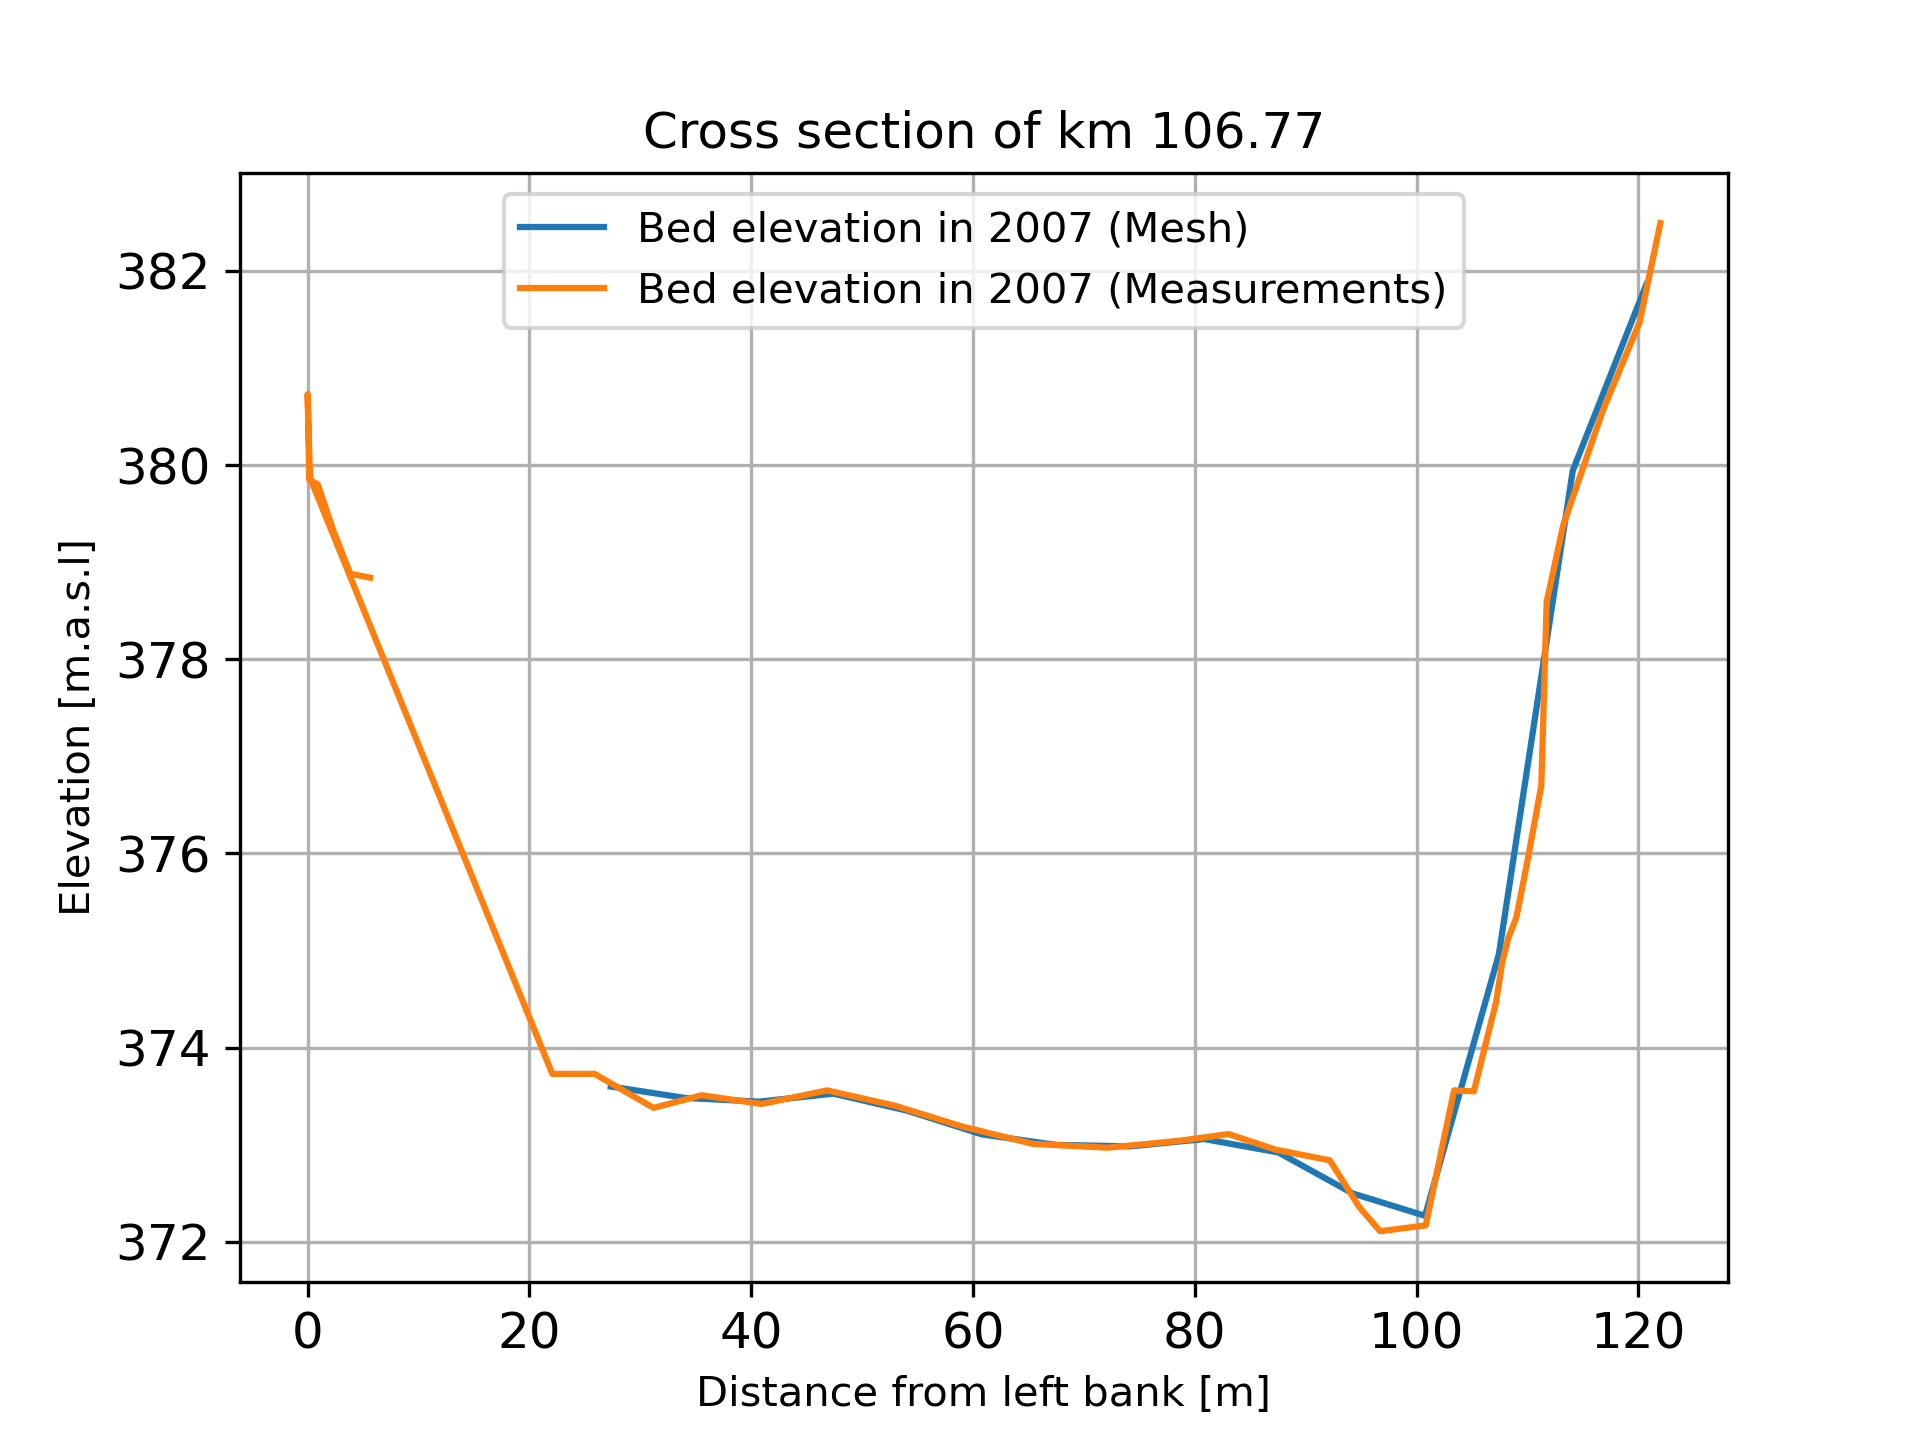 Cross section of km 106.77
Bed elevation in 2007 (Mesh)
Bed elevation in 2007 (Measurements)
Elevation [m.a.s.l]
382
380
378
376
374
372
0 20 40 60 80 100 120
Distance from left bank [m]